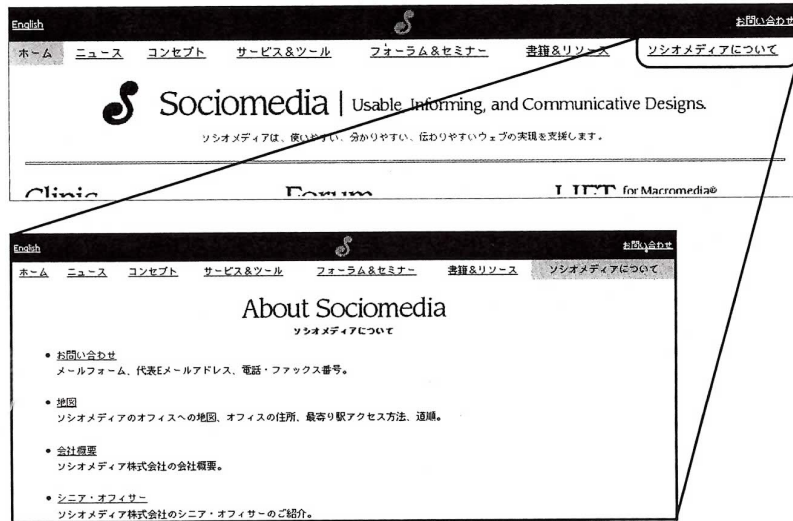 English お問い合わせ
ホーム ニュース コンセプト サービス&ツール フォーラム&セミナー 書籍&リソース ソシオメディアについて
Sociomedia | Usable, Informing, and Communicative Designs.
ソシオメディアは、使いやすい、分かりやすい、伝わりやすいウェブの実現を支援します。
Clinic Forum LIFT for Macromedia®
English お問い合わせ
ホーム ニュース コンセプト サービス&ツール フォーラム&セミナー 書籍&リソース ソシオメディアについて
About Sociomedia
ソシオメディアについて
• お問い合わせ
メールフォーム、代表Eメールアドレス、電話・ファックス番号。
• 地図
ソシオメディアのオフィスへの地図、オフィスの住所、最寄り駅アクセス方法、道順。
• 会社概要
ソシオメディア株式会社の会社概要。
• シニア・オフィサー
ソシオメディア株式会社のシニア・オフィサーのご紹介。